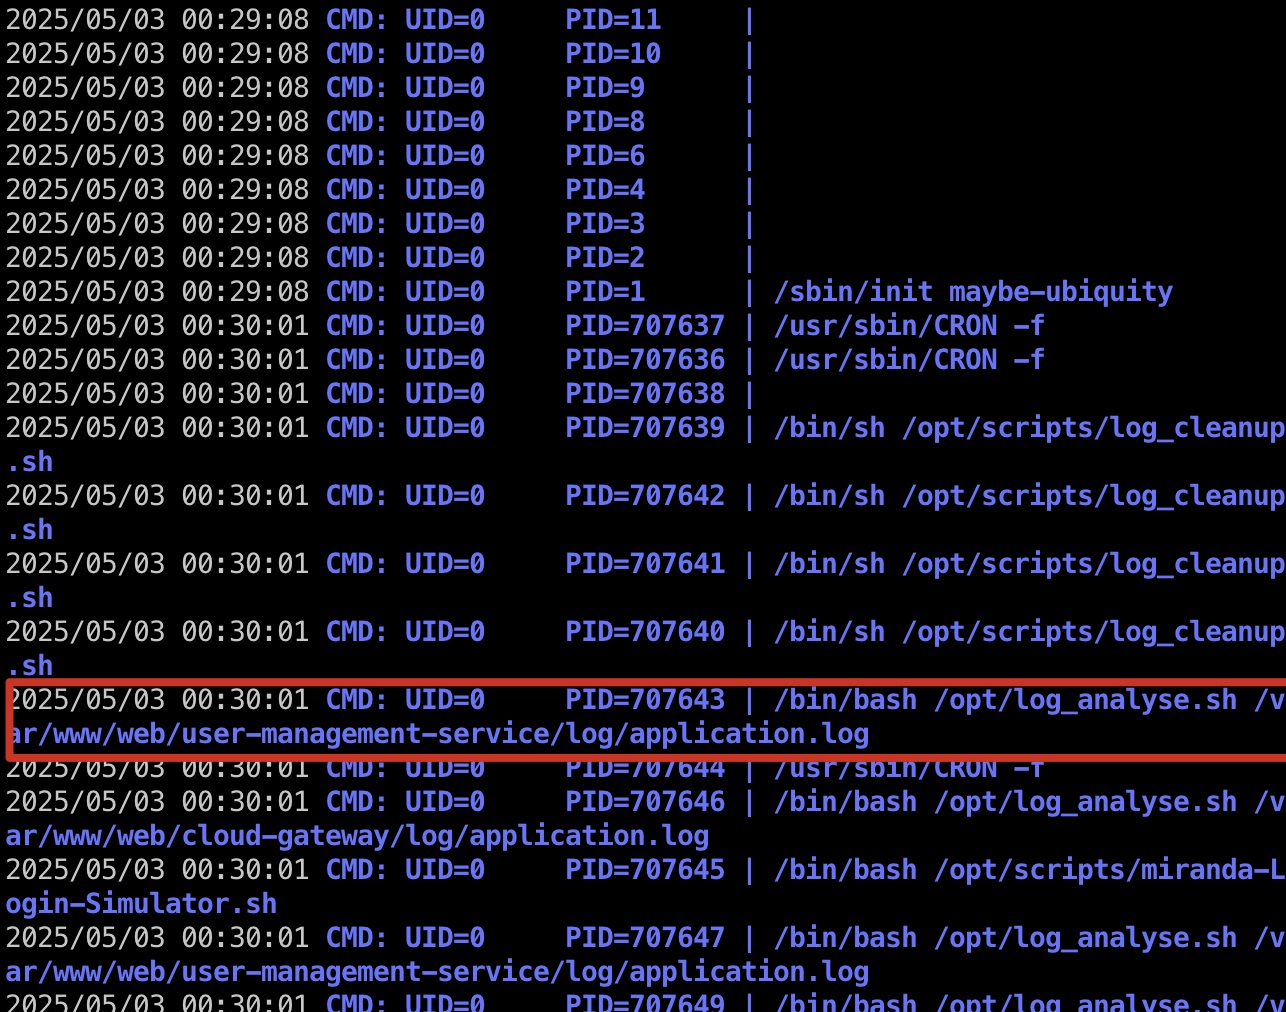 2025/05/03 00:29:08 CMD: UID=0     PID=11     |
2025/05/03 00:29:08 CMD: UID=0     PID=10     |
2025/05/03 00:29:08 CMD: UID=0     PID=9      |
2025/05/03 00:29:08 CMD: UID=0     PID=8      |
2025/05/03 00:29:08 CMD: UID=0     PID=6      |
2025/05/03 00:29:08 CMD: UID=0     PID=4      |
2025/05/03 00:29:08 CMD: UID=0     PID=3      |
2025/05/03 00:29:08 CMD: UID=0     PID=2      |
2025/05/03 00:29:08 CMD: UID=0     PID=1      | /sbin/init maybe-ubiquity
2025/05/03 00:30:01 CMD: UID=0     PID=707637 | /usr/sbin/CRON -f
2025/05/03 00:30:01 CMD: UID=0     PID=707636 | /usr/sbin/CRON -f
2025/05/03 00:30:01 CMD: UID=0     PID=707638 |
2025/05/03 00:30:01 CMD: UID=0     PID=707639 | /bin/sh /opt/scripts/log_cleanup
.sh
2025/05/03 00:30:01 CMD: UID=0     PID=707642 | /bin/sh /opt/scripts/log_cleanup
.sh
2025/05/03 00:30:01 CMD: UID=0     PID=707641 | /bin/sh /opt/scripts/log_cleanup
.sh
2025/05/03 00:30:01 CMD: UID=0     PID=707640 | /bin/sh /opt/scripts/log_cleanup
.sh
2025/05/03 00:30:01 CMD: UID=0     PID=707643 | /bin/bash /opt/log_analyse.sh /v
ar/www/web/user-management-service/log/application.log
2025/05/03 00:30:01 CMD: UID=0     PID=707644 | /usr/sbin/CRON -f
2025/05/03 00:30:01 CMD: UID=0     PID=707646 | /bin/bash /opt/log_analyse.sh /v
ar/www/web/cloud-gateway/log/application.log
2025/05/03 00:30:01 CMD: UID=0     PID=707645 | /bin/bash /opt/scripts/miranda-L
ogin-Simulator.sh
2025/05/03 00:30:01 CMD: UID=0     PID=707647 | /bin/bash /opt/log_analyse.sh /v
ar/www/web/user-management-service/log/application.log
2025/05/03 00:30:01 CMD: UID=0     PID=707649 | /bin/bash /opt/log_analyse.sh /v